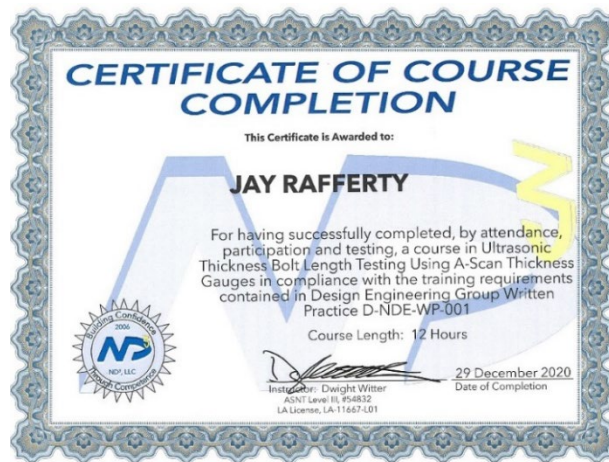 CERTIFICATE OF COURSE
COMPLETION
This Certificate is Awarded to:
JAY RAFFERTY
For having successfully completed, by attendance,
participation and testing, a course in Ultrasonic
Thickness Bolt Length Testing Using A-Scan Thickness
Gauges in compliance with the training requirements
contained in Design Engineering Group Written
Practice D-NDE-WP-001
Course Length: 12 Hours
Building Confidence
2006
ND³
ND³, LLC
Through Competence
29 December 2020
Instructor: Dwight Witter
Date of Completion
ASNT Level III, #54832
LA License, LA-11667-L01